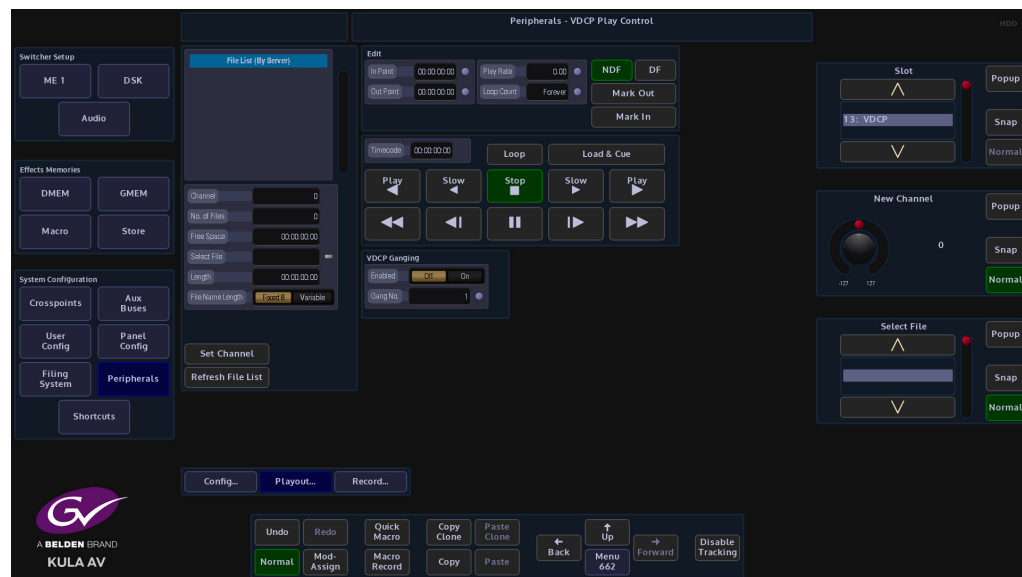 Peripherals - VDCP Play Control
HDD
Switcher Setup
ME 1
DSK
Audio
Effects Memories
DMEM
GMEM
Macro
Store
System Configuration
Crosspoints
Aux
Buses
User
Config
Panel
Config
Filing
System
Peripherals
Shortcuts
File List (By Server)
Channel
0
No. of Files
0
Free Space
00:00:00:00
Select File
Length
00:00:00:00
File Name Length
Fixed 8
Variable
Set Channel
Refresh File List
Edit
In Point
00:00:00:00
Play Rate
0.00
NDF
DF
Out Point
00:00:00:00
Loop Count
Forever
Mark Out
Mark In
Timecode
00:00:00:00
Loop
Load & Cue
Play
Slow
Stop
Slow
Play
VDCP Ganging
Enabled
Off
On
Gang No.
1
Slot
Popup
13: VDCP
Snap
Normal
New Channel
Popup
0
Snap
-127
127
Normal
Select File
Popup
Snap
Normal
Config...
Playout...
Record...
GV
A BELDEN BRAND
KULA AV
Undo
Redo
Quick
Macro
Copy
Clone
Paste
Clone
Normal
Mod-
Assign
Macro
Record
Copy
Paste
Back
Up
Menu
662
Forward
Disable
Tracking